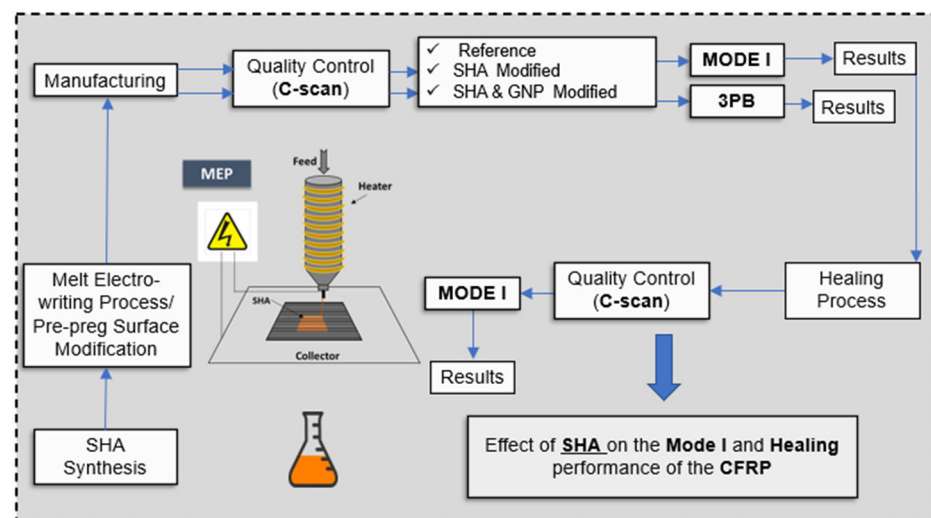 Manufacturing
Quality Control
(C-scan)
✓ Reference
✓ SHA Modified
✓ SHA & GNP Modified
MODE I
Results
3PB
Results
MEP
Feed
Heater
SHA
Collector
Melt Electro-
writing Process/
Pre-preg Surface
Modification
SHA
Synthesis
MODE I
Results
Quality Control
(C-scan)
Healing
Process
Effect of SHA on the Mode I and Healing
performance of the CFRP